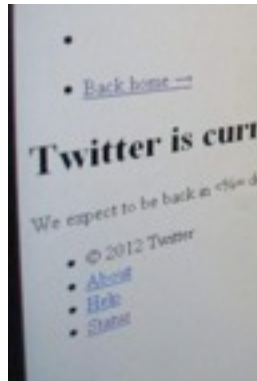 Back home →
Twitter is curr
We expect to be back in <%= d
© 2012 Twitter
About
Help
Status